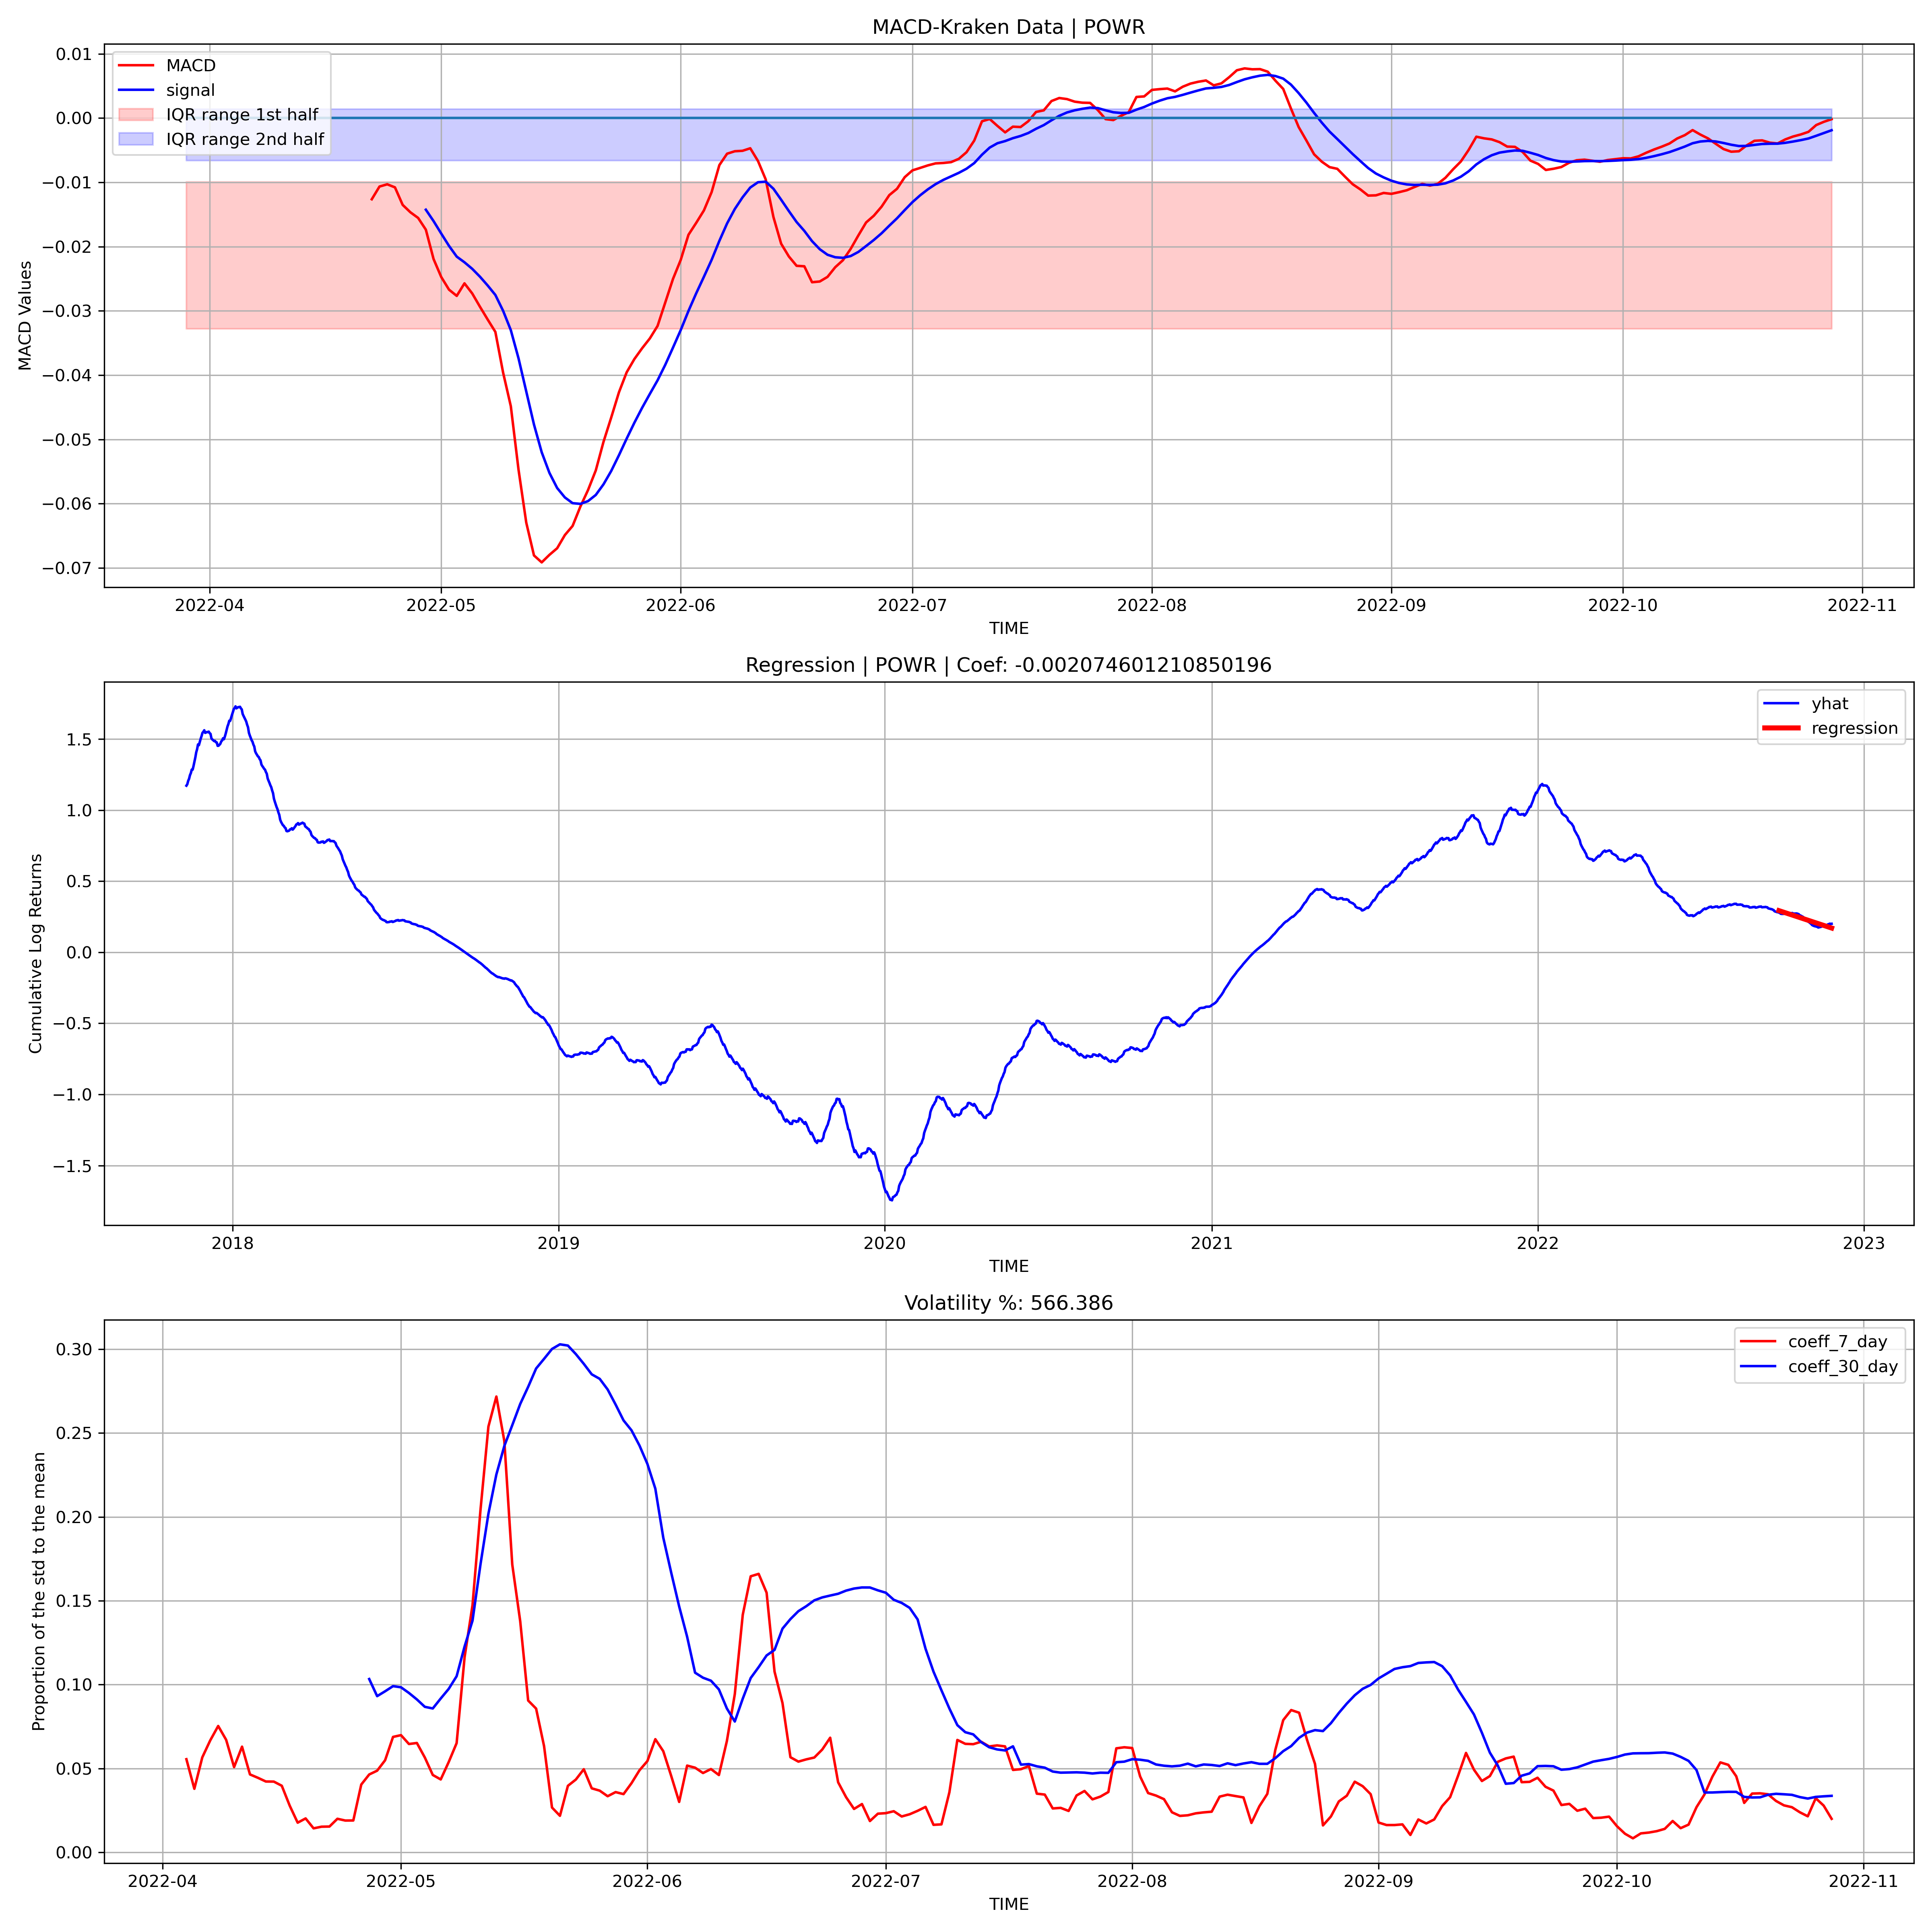 MACD-Kraken Data | POWR
MACD
signal
IQR range 1st half
IQR range 2nd half
0.01
0.00
−0.01
−0.02
−0.03
−0.04
−0.05
−0.06
−0.07
MACD Values
2022-04 2022-05 2022-06 2022-07 2022-08 2022-09 2022-10 2022-11
TIME
Regression | POWR | Coef: -0.002074601210850196
yhat
regression
1.5
1.0
0.5
0.0
−0.5
−1.0
−1.5
Cumulative Log Returns
2018 2019 2020 2021 2022 2023
TIME
Volatility %: 566.386
coeff_7_day
coeff_30_day
0.30
0.25
0.20
0.15
0.10
0.05
0.00
Proportion of the std to the mean
2022-04 2022-05 2022-06 2022-07 2022-08 2022-09 2022-10 2022-11
TIME